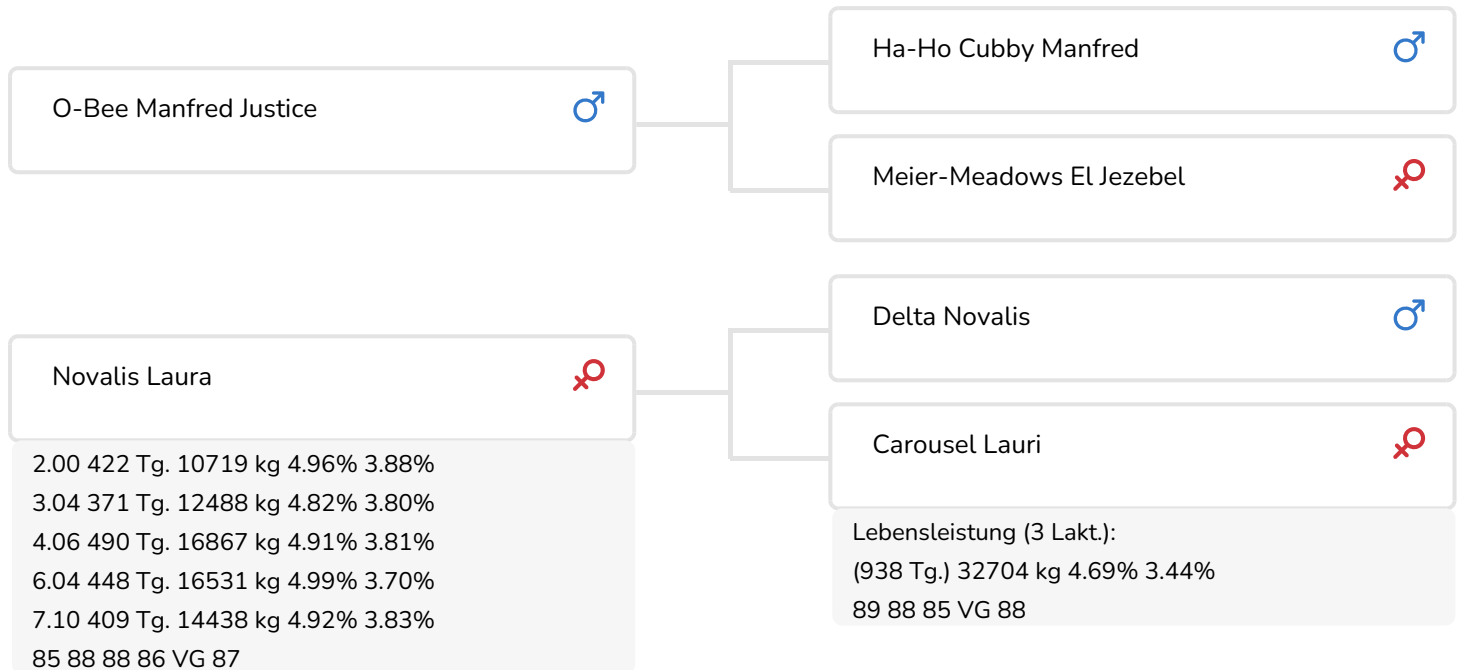 O-Bee Manfred Justice
Ha-Ho Cubby Manfred
Meier-Meadows El Jezebel
Novalis Laura
2.00 422 Tg. 10719 kg 4.96% 3.88%
3.04 371 Tg. 12488 kg 4.82% 3.80%
4.06 490 Tg. 16867 kg 4.91% 3.81%
6.04 448 Tg. 16531 kg 4.99% 3.70%
7.10 409 Tg. 14438 kg 4.92% 3.83%
85 88 88 86 VG 87
Delta Novalis
Carousel Lauri
Lebensleistung (3 Lakt.):
(938 Tg.) 32704 kg 4.69% 3.44%
89 88 85 VG 88